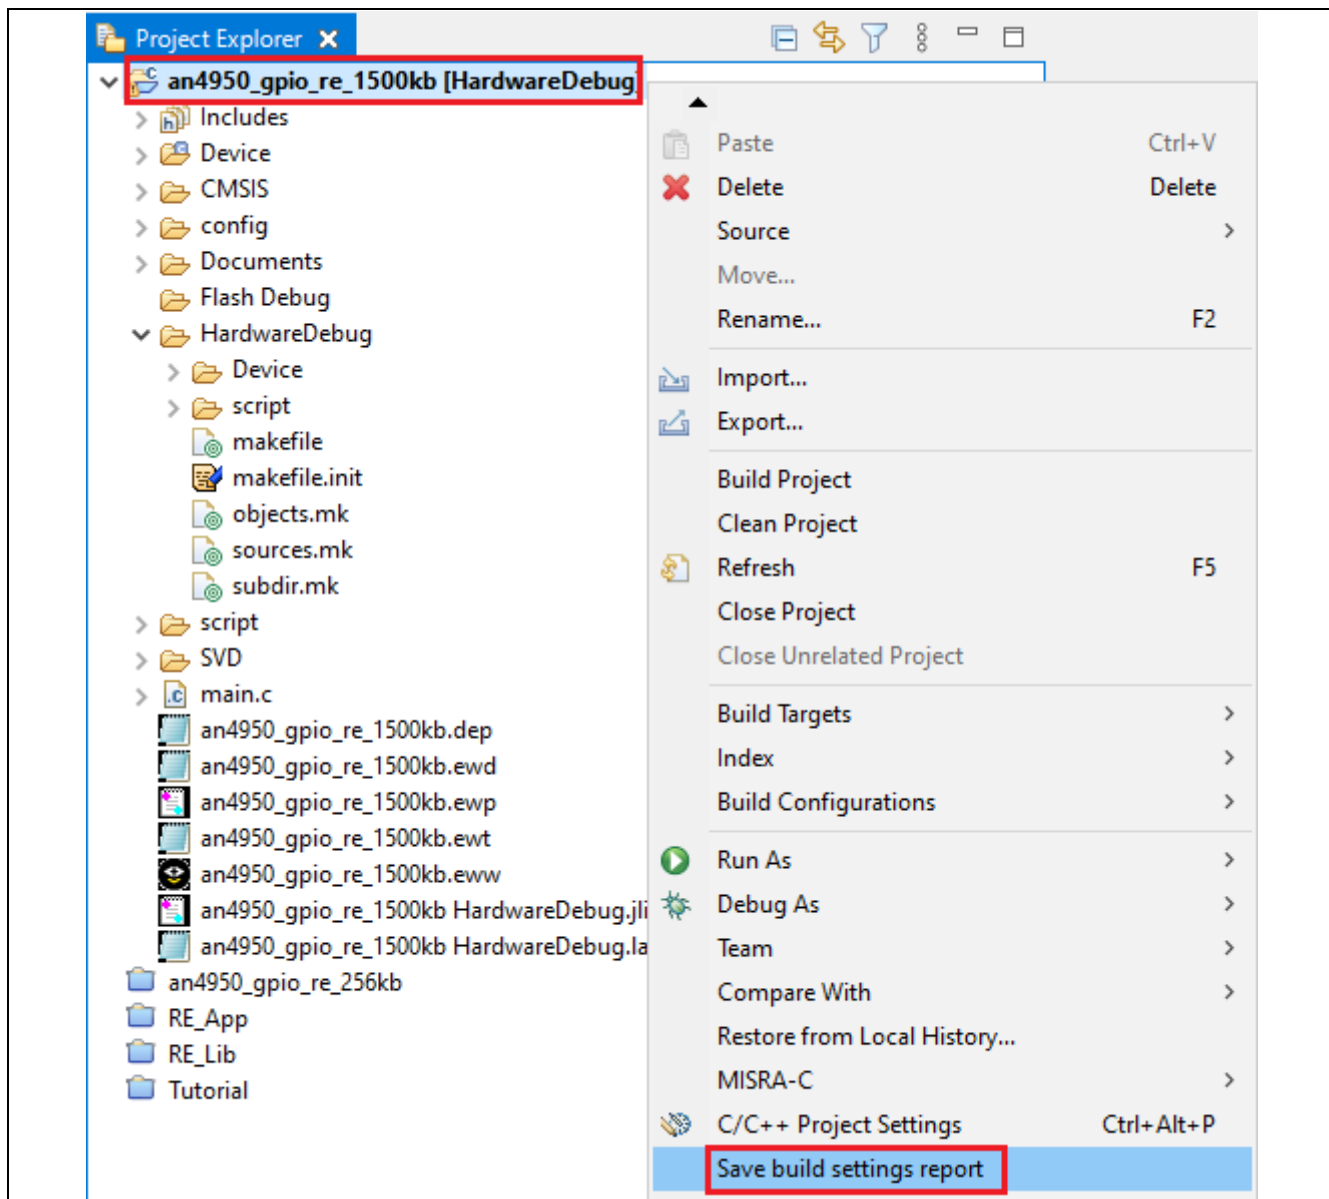 Project Explorer
an4950_gpio_re_1500kb [HardwareDebug]
Includes
Device
CMSIS
config
Documents
Flash Debug
HardwareDebug
Device
script
makefile
makefile.init
objects.mk
sources.mk
subdir.mk
script
SVD
main.c
an4950_gpio_re_1500kb.dep
an4950_gpio_re_1500kb.ewd
an4950_gpio_re_1500kb.ewp
an4950_gpio_re_1500kb.ewt
an4950_gpio_re_1500kb.eww
an4950_gpio_re_1500kb HardwareDebug.jli
an4950_gpio_re_1500kb HardwareDebug.la
an4950_gpio_re_256kb
RE_App
RE_Lib
Tutorial
Paste Ctrl+V
Delete Delete
Source
Move...
Rename... F2
Import...
Export...
Build Project
Clean Project
Refresh F5
Close Project
Close Unrelated Project
Build Targets
Index
Build Configurations
Run As
Debug As
Team
Compare With
Restore from Local History...
MISRA-C
C/C++ Project Settings Ctrl+Alt+P
Save build settings report